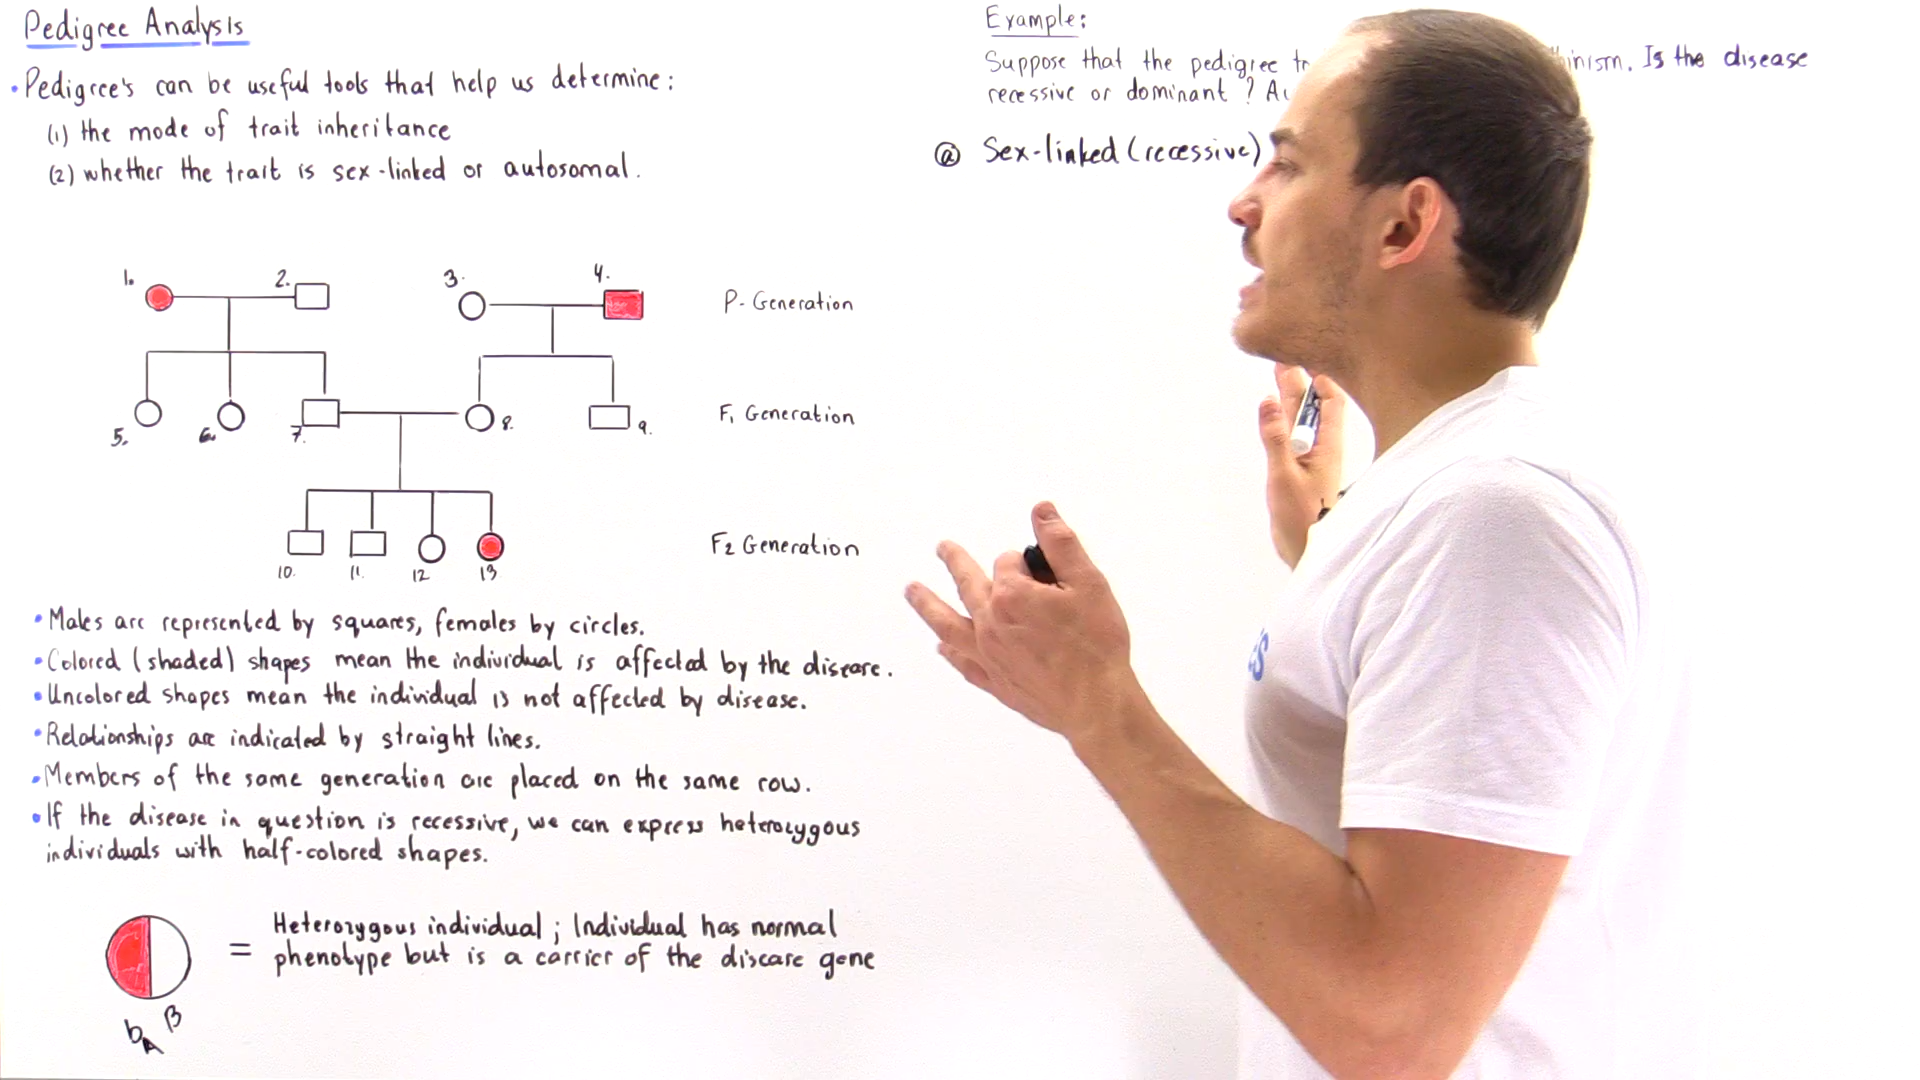 Pedigree Analysis
• Pedigree's can be useful tools that help us determine:
(1) the mode of trait inheritance
(2) whether the trait is sex-linked or autosomal.
1.
2.
3.
4.
P- Generation
5.
6.
7.
8.
9.
F1 Generation
10.
11.
12
13
F2 Generation
• Males are represented by squares, females by circles.
• Colored (shaded) shapes mean the individual is affected by the disease.
• Uncolored shapes mean the individual is not affected by disease.
• Relationships are indicated by straight lines.
• Members of the same generation are placed on the same row.
• If the disease in question is recessive, we can express heterozygous
individuals with half-colored shapes.
= Heterozygous individual; Individual has normal
phenotype but is a carrier of the disease gene
b B
A
Example:
Suppose that the pedigree Is the disease
recessive or dominant?
ⓐ Sex-linked (recessive)